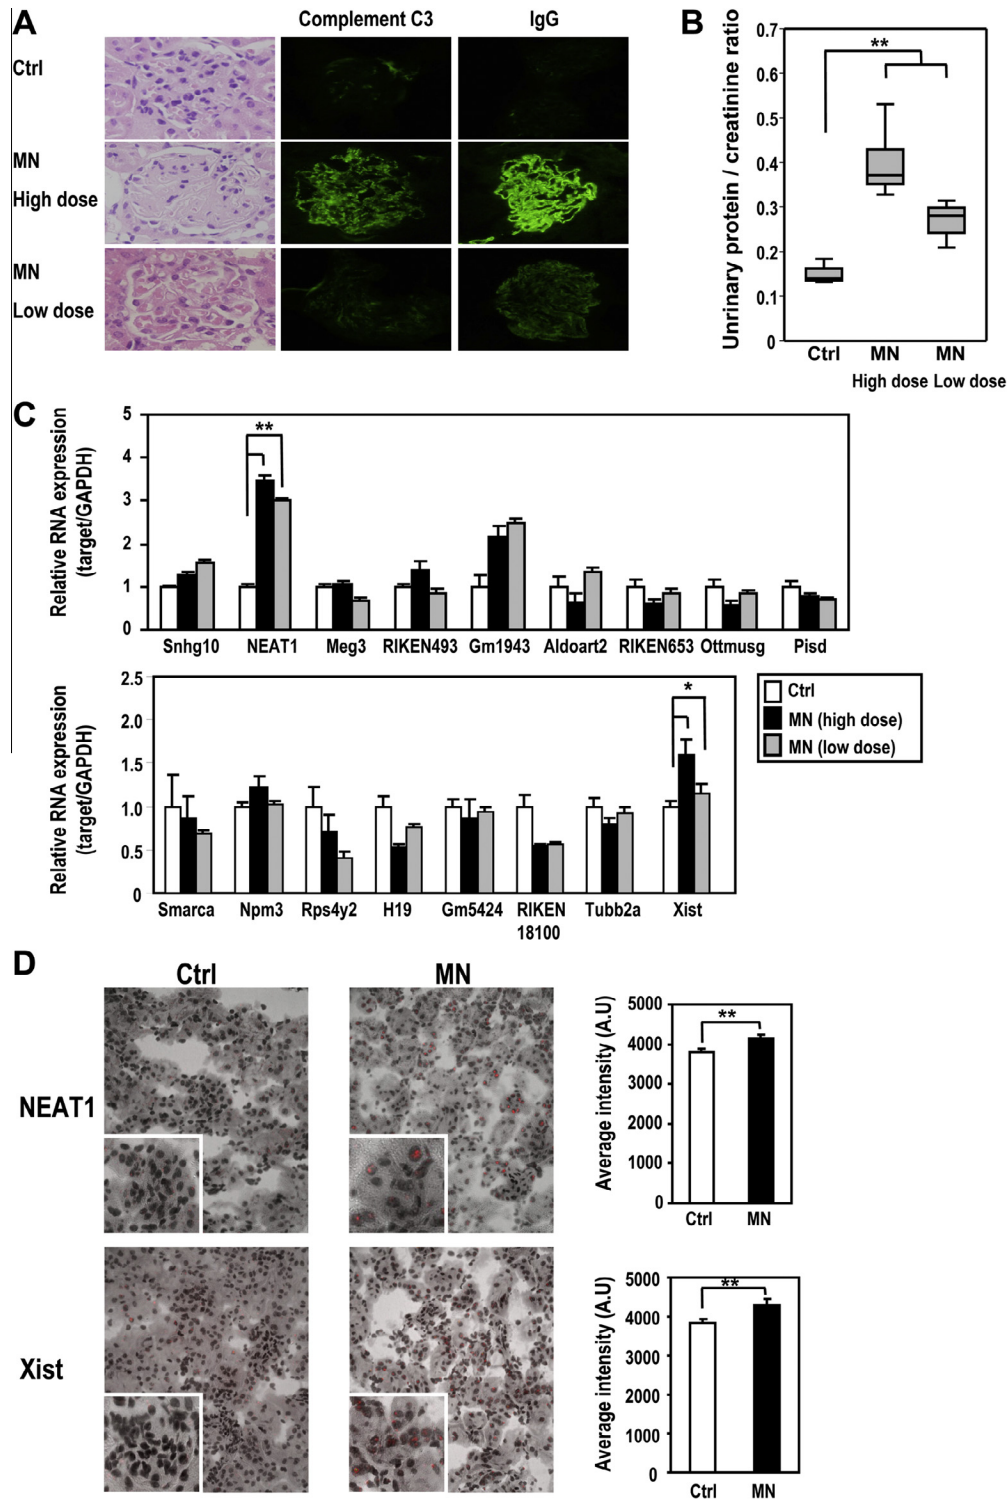 A
Complement C3
IgG
Ctrl
MN
High dose
MN
Low dose
B
Unrinary protein / creatinine ratio
0.7
0.6
0.5
0.4
0.3
0.2
0.1
0
**
Ctrl
MN
MN
High dose
Low dose
C
Relative RNA expression
(target/GAPDH)
5
4
3
2
1
0
**
Snhg10
NEAT1
Meg3
RIKEN493
Gm1943
Aldoart2
RIKEN653
Ottmusg
Pisd
Relative RNA expression
(target/GAPDH)
2.5
2.0
1.5
1.0
0.5
0
*
Smarca
Npm3
Rps4y2
H19
Gm5424
RIKEN
18100
Tubb2a
Xist
Ctrl
MN (high dose)
MN (low dose)
D
Ctrl
MN
NEAT1
Average intensity (A.U)
5000
4000
3000
2000
1000
0
**
Ctrl
MN
Xist
Average intensity (A.U)
5000
4000
3000
2000
1000
0
**
Ctrl
MN